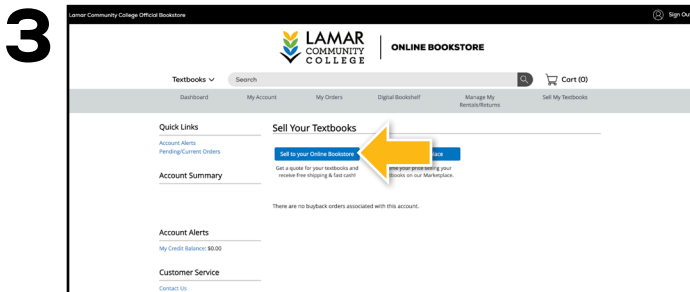 3
Lamar Community College Official Bookstore
Sign Out
LAMAR
COMMUNITY
COLLEGE
ONLINE BOOKSTORE
Textbooks
Search
Cart (0)
Dashboard
My Account
My Orders
Digital Bookshelf
Manage My
Rentals/Returns
Sell My Textbooks
Quick Links
Account Alerts
Pending/Current Orders
Account Summary
Account Alerts
My Credit Balance: $0.00
Customer Service
Contact Us
Sell Your Textbooks
Sell to your Online Bookstore
Get a quote for your textbooks and
receive free shipping & fast cash!
your price selling your
on our Marketplace.
There are no buyback orders associated with this account.